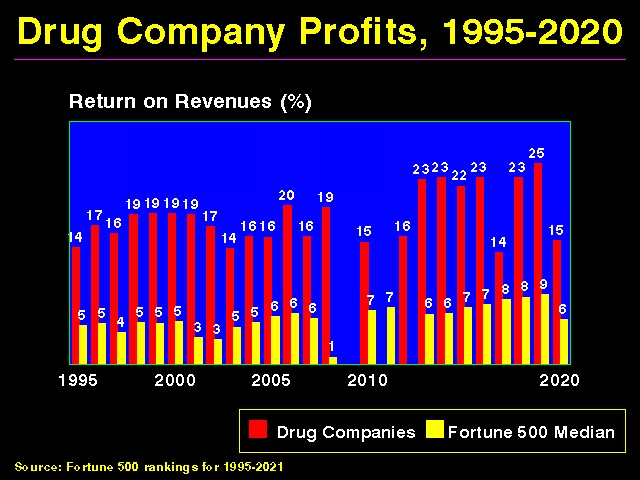 Drug Company Profits, 1995-2020
Return on Revenues (%)
14 17 16 19 19 19 19 17 14 16 16 20 16 19 15 16 23 23 22 23 14 23 25 15
5 5 4 5 5 5 3 3 5 5 6 6 6 1 7 7 6 6 7 7 8 8 9 6
1995 2000 2005 2010 2020
Drug Companies Fortune 500 Median
Source: Fortune 500 rankings for 1995-2021